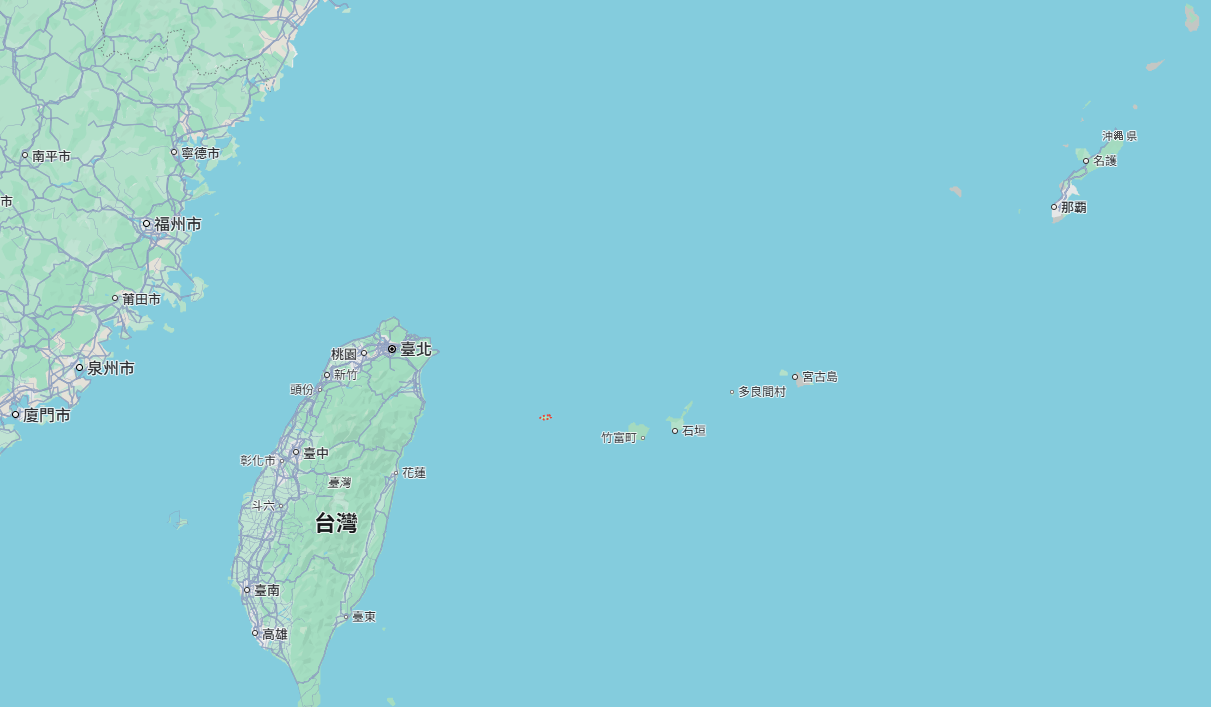 沖縄県
寧德市
南平市
名護
市
那覇
福州市
莆田市
臺北
桃園
泉州市
新竹
宮古島
頭份
多良間村
廈門市
石垣
竹富町
臺中
彰化市
花蓮
臺灣
斗六
台灣
臺南
臺東
高雄